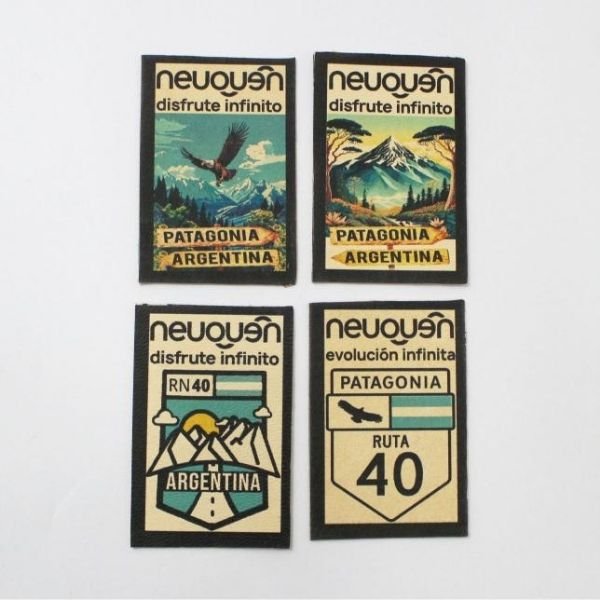 neuquén
disfrute infinito
PATAGONIA
ARGENTINA
neuquén
disfrute infinito
PATAGONIA
ARGENTINA
neuquén
disfrute infinito
RN 40
ARGENTINA
neuquén
evolución infinita
PATAGONIA
RUTA
40